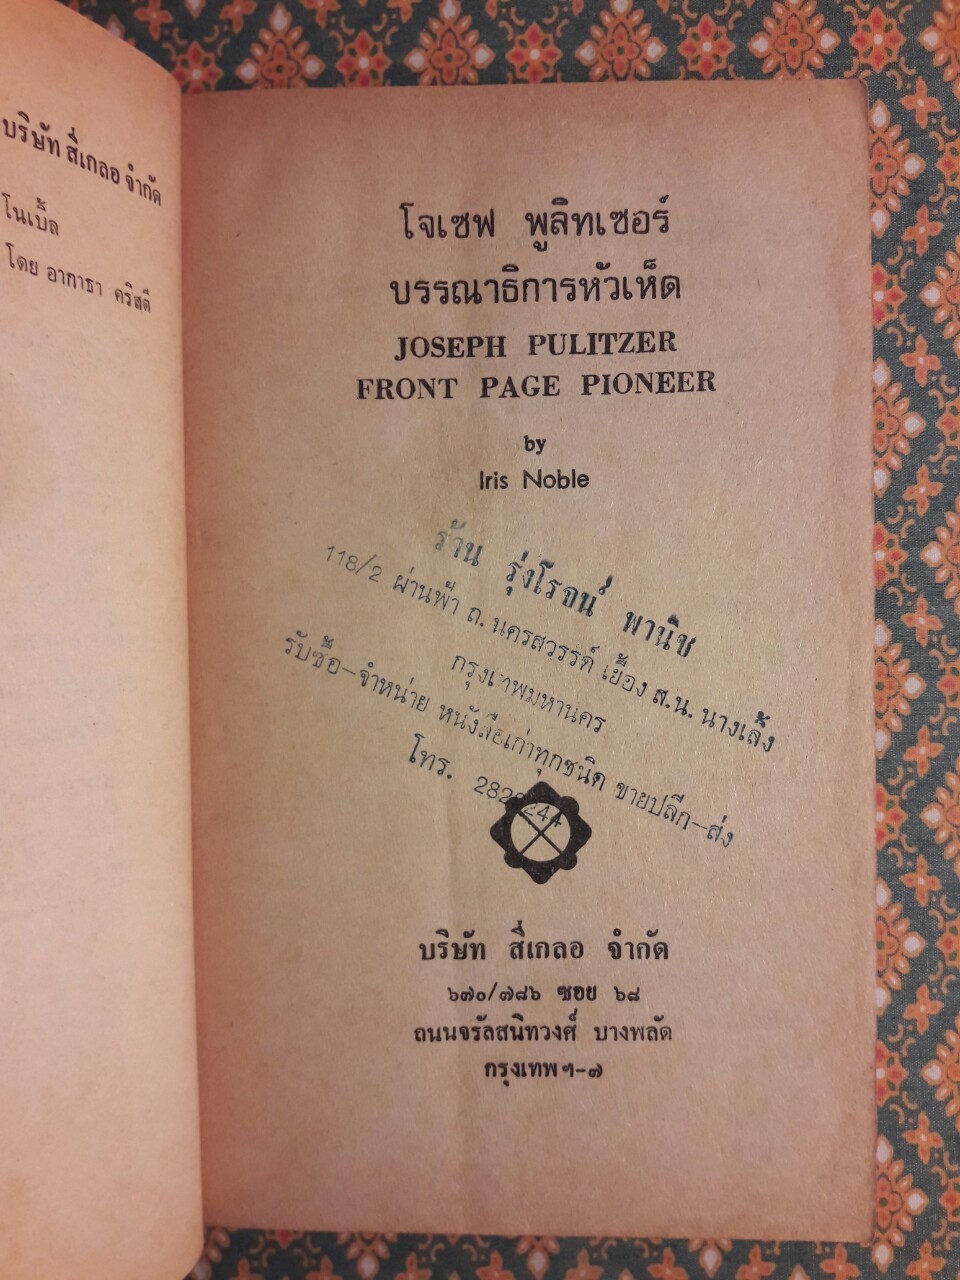 บริษัท สี่เกลอ จำกัด
โนเบิ้ล
โดย อากาธา คริสตี
โจเซฟ พูลิทเซอร์
บรรณาธิการหัวเห็ด
JOSEPH PULITZER
FRONT PAGE PIONEER
by
Iris Noble
ร้าน รุ่งโรจน์ พานิช
118/2 ผ่านฟ้า ถ. นครสวรรค์ เยื้อง ส.น. นางเลิ้ง
กรุงเทพมหานคร
รับซื้อ-จำหน่าย หนังสือเก่าทุกชนิด ขายปลีก-ส่ง
โทร.
บริษัท สี่เกลอ จำกัด
๖๗๐/๗๘๖ ซอย ๖๘
ถนนจรัลสนิทวงศ์ บางพลัด
กรุงเทพ ฯ-๗